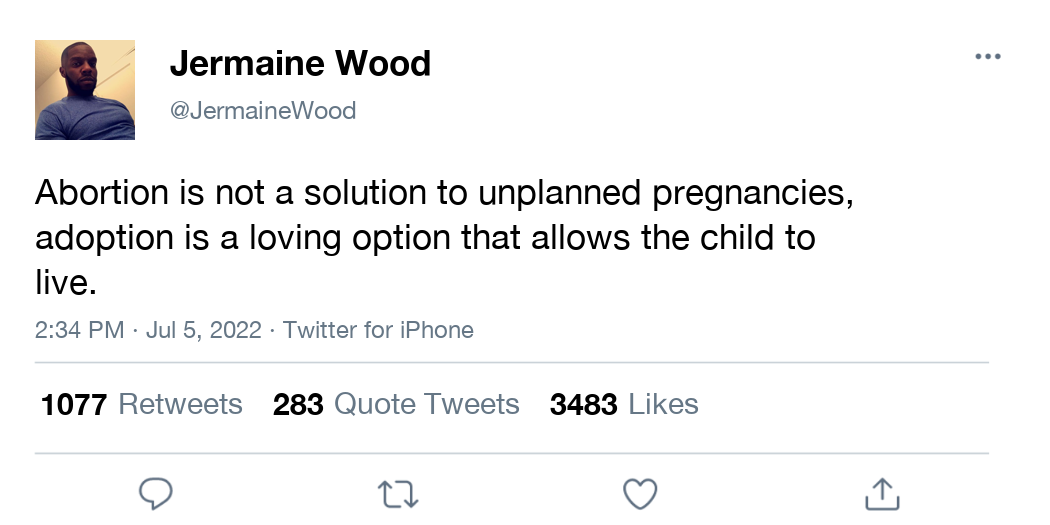 Jermaine Wood
@JermaineWood
Abortion is not a solution to unplanned pregnancies,
adoption is a loving option that allows the child to
live.
2:34 PM · Jul 5, 2022 · Twitter for iPhone
1077 Retweets 283 Quote Tweets 3483 Likes